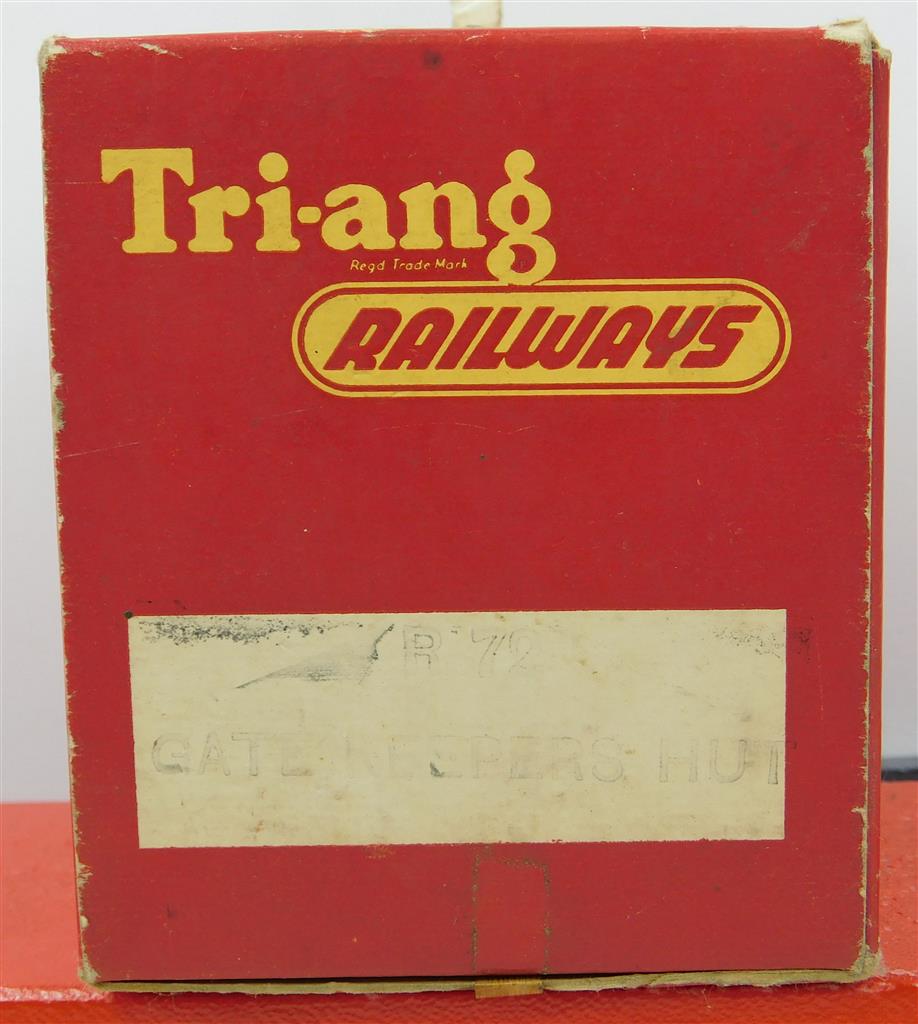 Tri-ang
Regd Trade Mark
RAILWAYS
R 72
GATE KEEPERS HUT